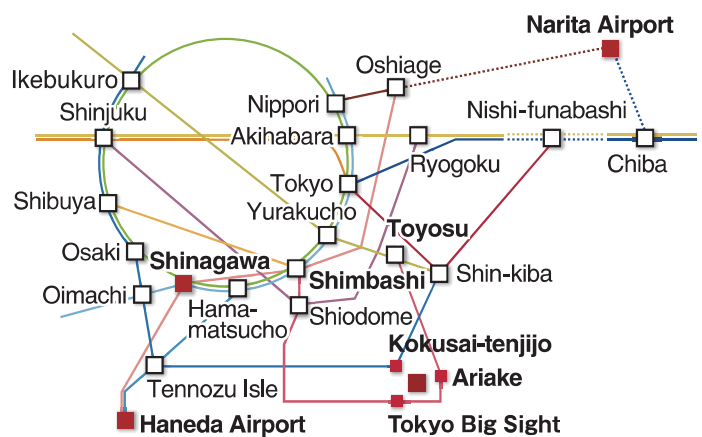 Narita Airport
Oshiage
Ikebukuro
Nippori
Nishi-funabashi
Shinjuku
Akihabara
Ryogoku
Chiba
Tokyo
Shibuya
Yurakucho
Toyosu
Osaki
Shinagawa
Shimbashi
Shin-kiba
Oimachi
Hama-
matsucho
Shiodome
Kokusai-tenjijo
Tennozu Isle
Ariake
Haneda Airport
Tokyo Big Sight